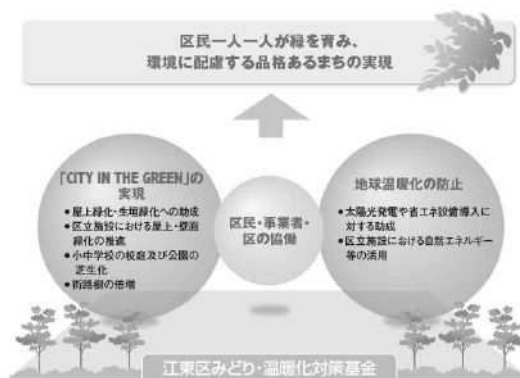 区民一人一人が緑を育み、
環境に配慮する品格あるまちの実現
「CITY IN THE GREEN」の
実現
●屋上緑化・生垣緑化への助成
●区立施設における屋上・壁面
緑化の推進
●小中学校の校庭及び公園の
芝生化
●街路樹の倍増
区民・事業者・
区の協働
地球温暖化の防止
●太陽光発電や省エネ設備導入に
対する助成
●区立施設における自然エネルギー
等の活用
江東区みどり・温暖化対策基金